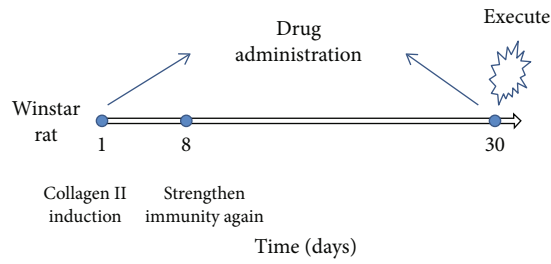 Execute
Drug
administration
Winstar
rat
1
8
30
Collagen II
induction
Strengthen
immunity again
Time (days)